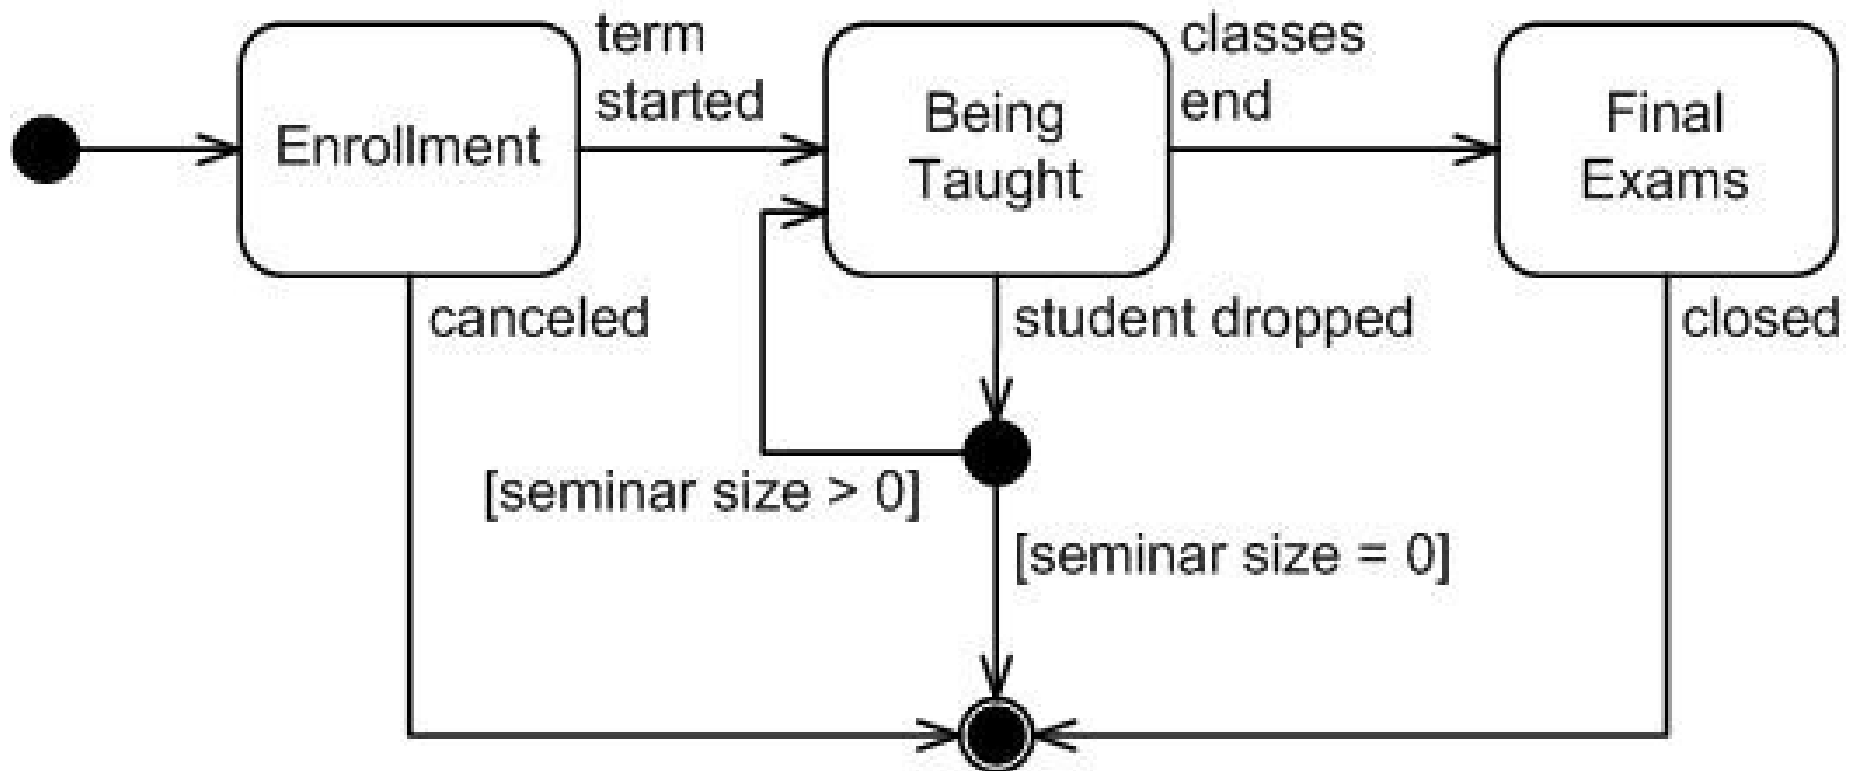 term
started
classes
end
Enrollment
Being
Taught
Final
Exams
canceled
student dropped
closed
[seminar size > 0]
[seminar size = 0]